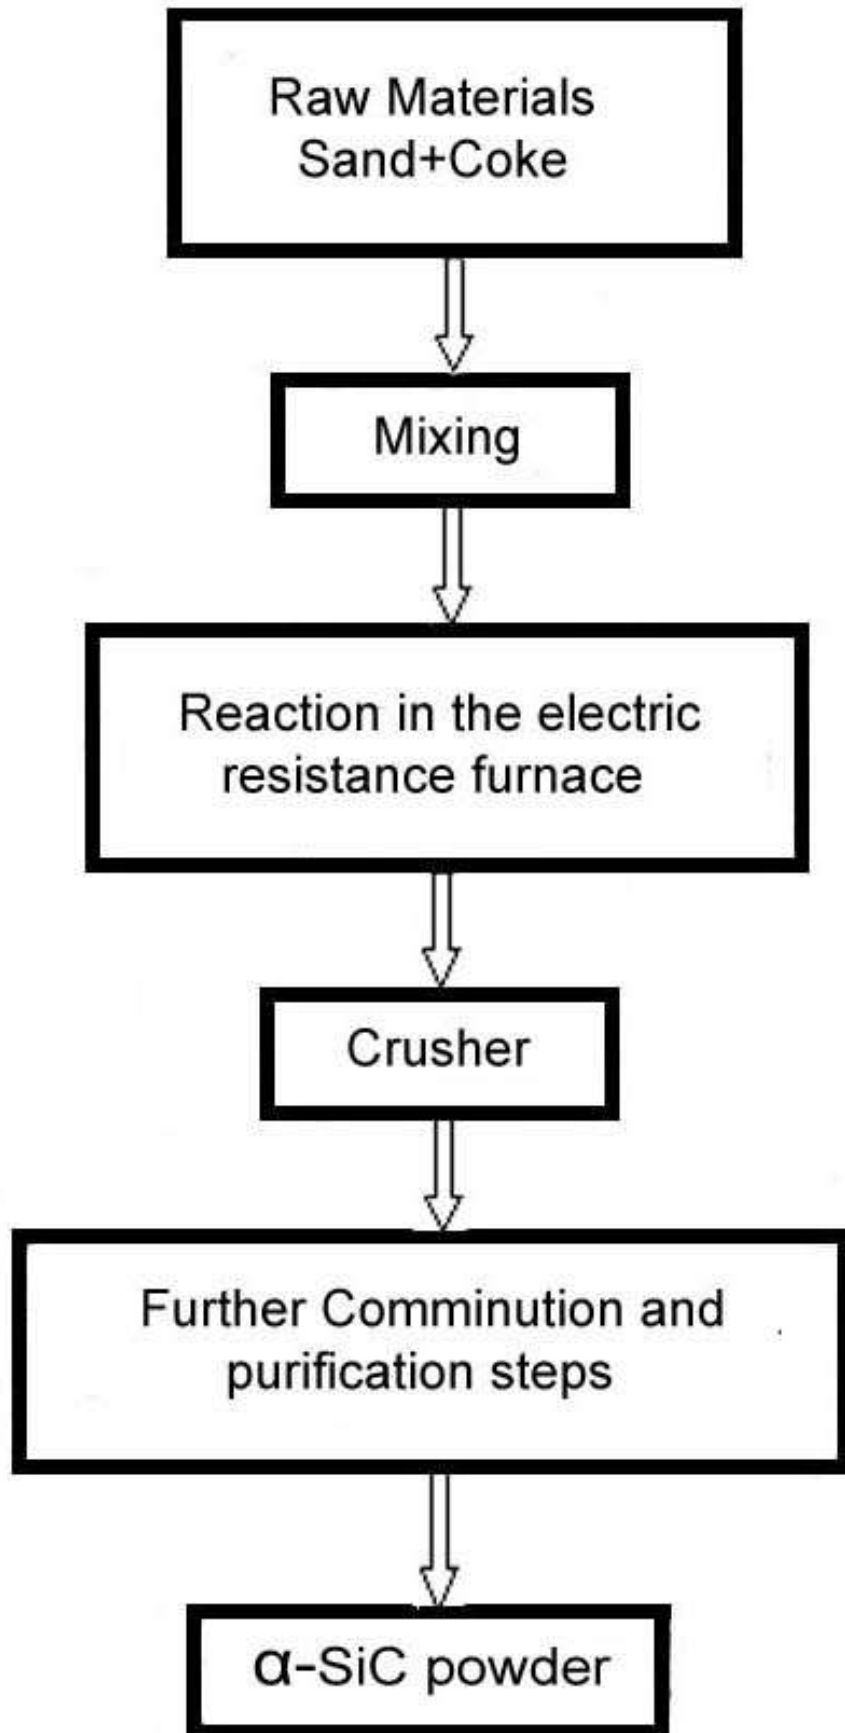 Raw Materials
Sand+Coke
Mixing
Reaction in the electric
resistance furnace
Crusher
Further Comminution and
purification steps
α-SiC powder